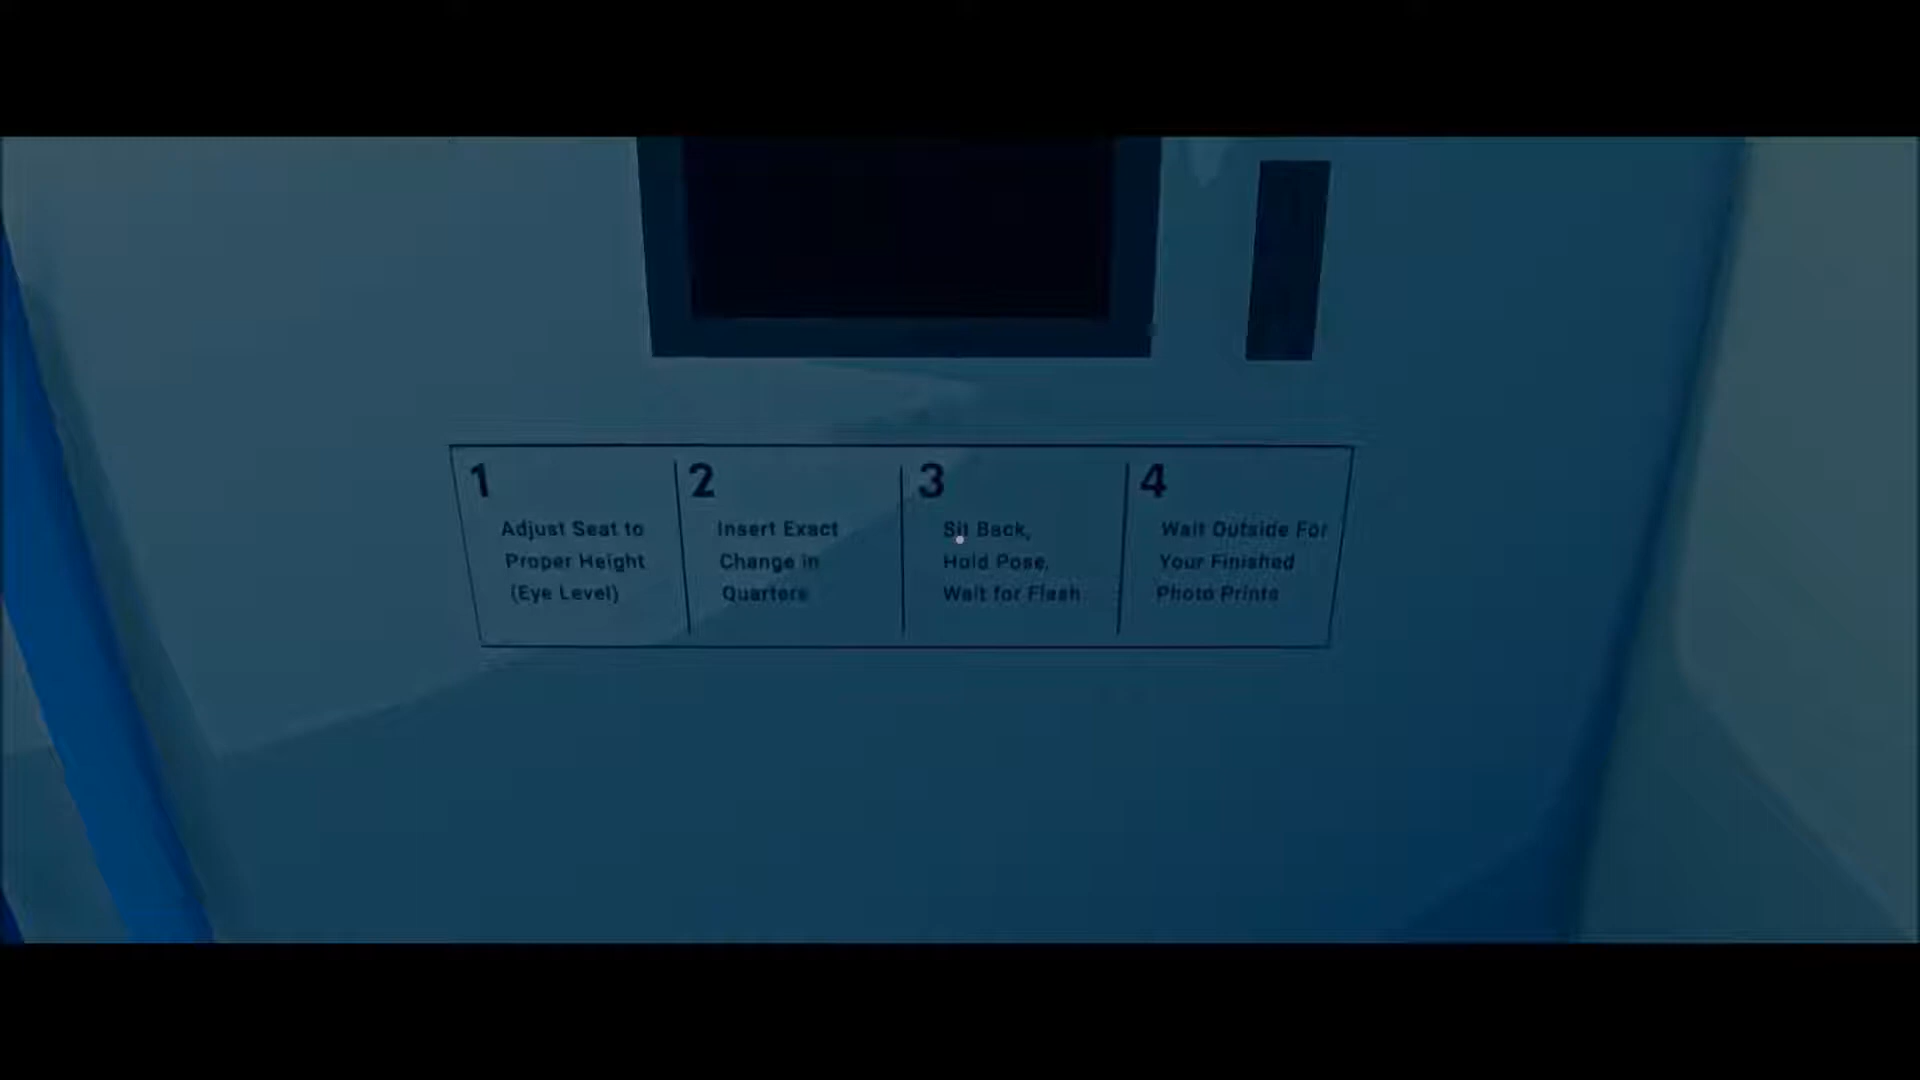 1
Adjust Seat to
Proper Height
(Eye Level)
2
Insert Exact
Change in
Quarters
3
Sit Back,
Hold Pose,
Wait for Flash
4
Wait Outside For
Your Finished
Photo Prints